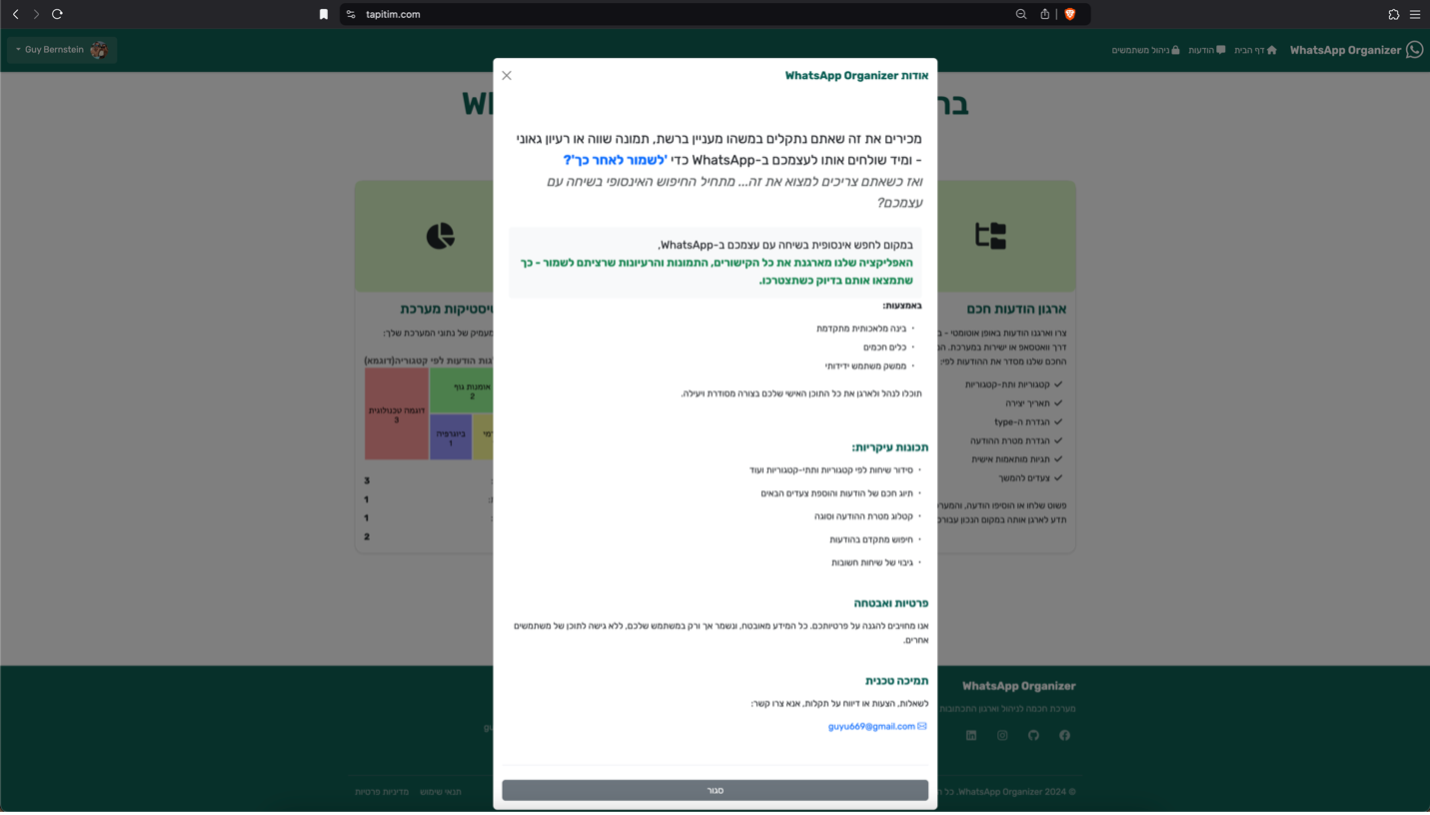 tapitim.com
Guy Bernstein
WhatsApp Organizer
דף הבית
הודעות
ניהול משתמשים
אודות WhatsApp Organizer
מכירים את זה שאתם נתקלים במשהו מעניין ברשת, תמונה שווה או רעיון גאוני
- ומיד שולחים אותו לעצמכם ב-WhatsApp כדי 'לשמור לאחר כך'?
ואז כשאתם צריכים למצוא את זה... מתחיל החיפוש האינסופי בשיחה עם
עצמכם?
במקום לחפש אינסופית בשיחה עם עצמכם ב-WhatsApp,
האפליקציה שלנו מארגנת את כל הקישורים, התמונות והרעיונות שרציתם לשמור - כך
שתמצאו אותם בדיוק כשתצטרכו.
באמצעות:
· בינה מלאכותית מתקדמת
· כלים חכמים
· ממשק משתמש ידידותי
תוכלו לנהל ולארגן את כל התוכן האישי שלכם בצורה מסודרת ויעילה.
תכונות עיקריות:
· סידור שיחות לפי קטגוריות ותתי-קטגוריות ועוד
· תיוג חכם של הודעות והוספת צעדים הבאים
· קטלוג מטרת ההודעה וסוגה
· חיפוש מתקדם בהודעות
· גיבוי של שיחות חשובות
פרטיות ואבטחה
אנו מחויבים להגנה על פרטיותכם. כל המידע מאובטח, ונשמר אך ורק במשתמש שלכם, ללא גישה לתוכן של משתמשים
אחרים.
תמיכה טכנית
לשאלות, הצעות או דיווח על תקלות, אנא צרו קשר:
guyu669@gmail.com
סגור
ארגון הודעות חכם
צרו וארגנו הודעות באופן אוטומטי -
דרך וואטסאפ או ישירות במערכת.
החכם שלנו מסדר את ההודעות לפי:
קטגוריות ותת-קטגוריות
תאריך יצירה
הגדרת ה-type
הגדרת מטרת ההודעה
תגיות מותאמות אישית
צעדים להמשך
פשוט שלחו או הוסיפו הודעה,
תדע לארגן אותה במקום הנכון
מערכת
מעמיק של נתוני המערכת שלך:
הודעות לפי קטגוריה(דוגמא)
אומנות גוף
2
דוגמה טכנולוגית
3
ביוגרפיה
1
3
1
1
2
WhatsApp Organizer
מערכת חכמה לניהול וארגון התכתבות
© 2024 WhatsApp Organizer.
תנאי שימוש
מדיניות פרטיות